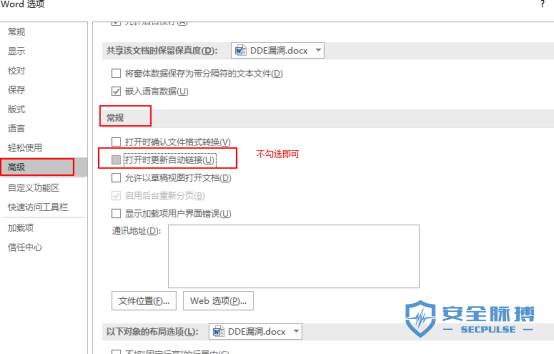 Word 选项
?
常规
显示
校对
保存
版式
语言
轻松使用
高级
自定义功能区
快速访问工具栏
加载项
信任中心
共享该文档时保留保真度(D):
DDE漏洞.docx
将窗体数据保存为带分隔符的文本文件(D)
嵌入语言数据(U)
常规
打开时确认文件格式转换(V)
打开时更新自动链接(U)
不勾选即可
允许以草稿视图打开文档(D)
启用后台重新分页(B)
显示加载项用户界面错误(U)
通讯地址(D):
文件位置(F)...
Web 选项(P)...
安全脉搏
SECPULSE
以下对象的布局选项(L):
DDE漏洞.docx